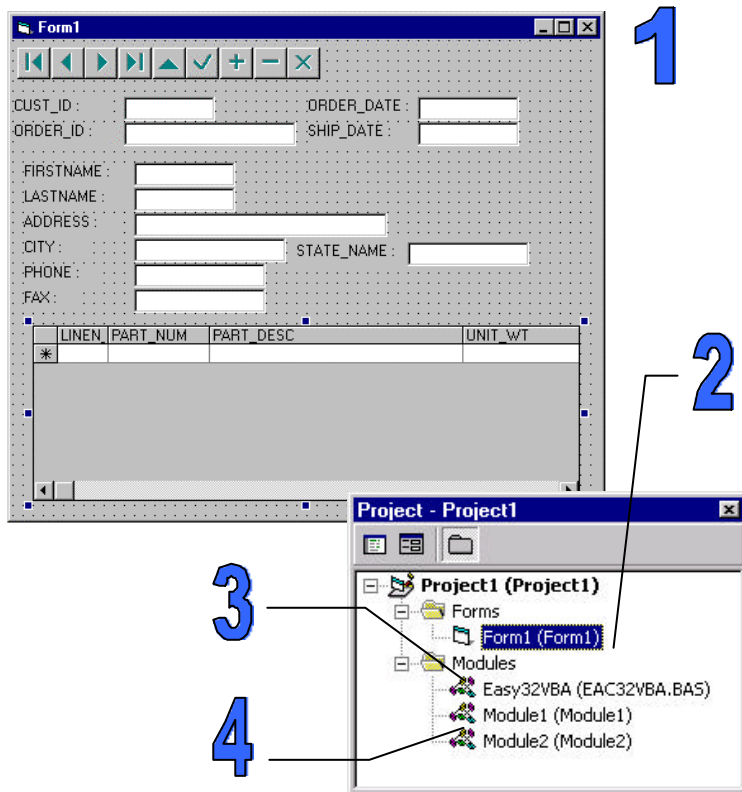 Form1
1
CUST_ID :
ORDER_DATE :
ORDER_ID :
SHIP_DATE :
FIRSTNAME :
LASTNAME :
ADDRESS :
CITY :
STATE_NAME :
PHONE :
FAX :
LINEN_ PART_NUM PART_DESC UNIT_WT
2
Project - Project1
3
Project1 (Project1)
Forms
Form1 (Form1)
Modules
Easy32VBA (EAC32VBA.BAS)
4
Module1 (Module1)
Module2 (Module2)